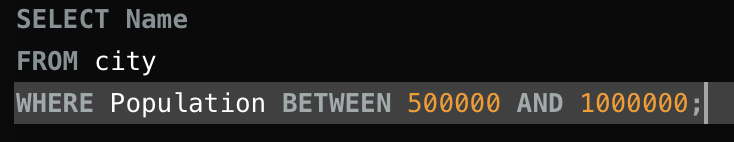 SELECT Name
FROM city
WHERE Population BETWEEN 500000 AND 1000000;